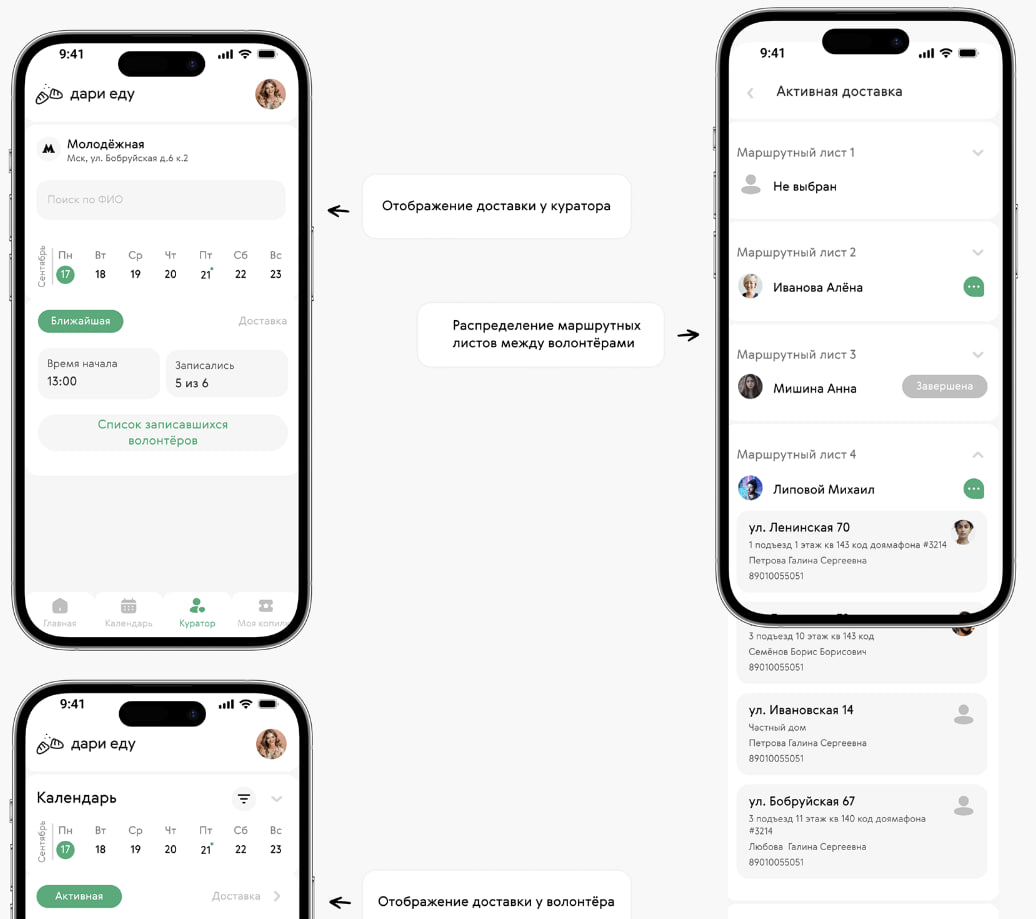 9:41
дари еду
Молодёжная
Мск, ул. Бобруйская д.6 к.2
Поиск по ФИО
Сентябрь
Пн Вт Ср Чт Пт Сб Вс
17 18 19 20 21 22 23
Ближайшая Доставка
Время начала
13:00
Записались
5 из 6
Список записавшихся
волонтёров
Главная Календарь Куратор Моя копил
Отображение доставки у куратора
Распределение маршрутных
листов между волонтёрами
9:41
Активная доставка
Маршрутный лист 1
Не выбран
Маршрутный лист 2
Иванова Алёна
Маршрутный лист 3
Мишина Анна Завершена
Маршрутный лист 4
Липовой Михаил
ул. Ленинская 70
1 подъезд 1 этаж кв 143 код доямафона #3214
Петрова Галина Сергеевна
89010055051
3 подъезд 10 этаж кв 143 код
Семёнов Борис Борисович
89010055051
ул. Ивановская 14
Частный дом
Петрова Галина Сергеевна
89010055051
ул. Бобруйская 67
3 подъезд 11 этаж кв 140 код доямафона
#3214
Любова Галина Сергеевна
89010055051
9:41
дари еду
Календарь
Сентябрь
Пн Вт Ср Чт Пт Сб Вс
17 18 19 20 21 22 23
Активная Доставка
Отображение доставки у волонтёра